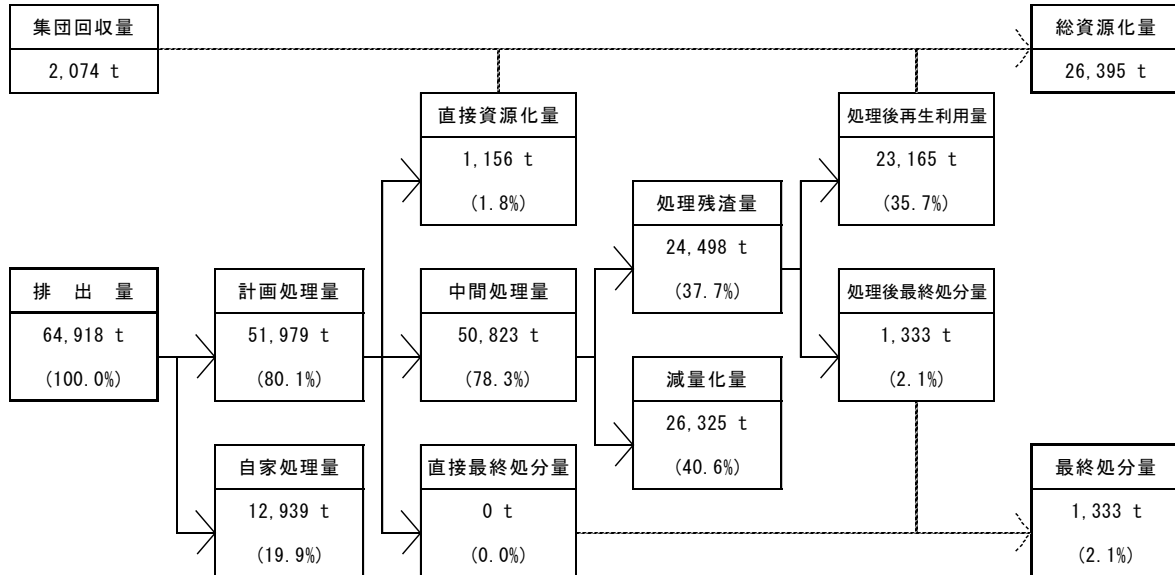 集団回収量
2,074 t
総資源化量
26,395 t
直接資源化量
1,156 t
(1.8%)
処理後再生利用量
23,165 t
(35.7%)
処理残渣量
24,498 t
(37.7%)
排出量
64,918 t
(100.0%)
計画処理量
51,979 t
(80.1%)
中間処理量
50,823 t
(78.3%)
処理後最終処分量
1,333 t
(2.1%)
減量化量
26,325 t
(40.6%)
自家処理量
12,939 t
(19.9%)
直接最終処分量
0 t
(0.0%)
最終処分量
1,333 t
(2.1%)